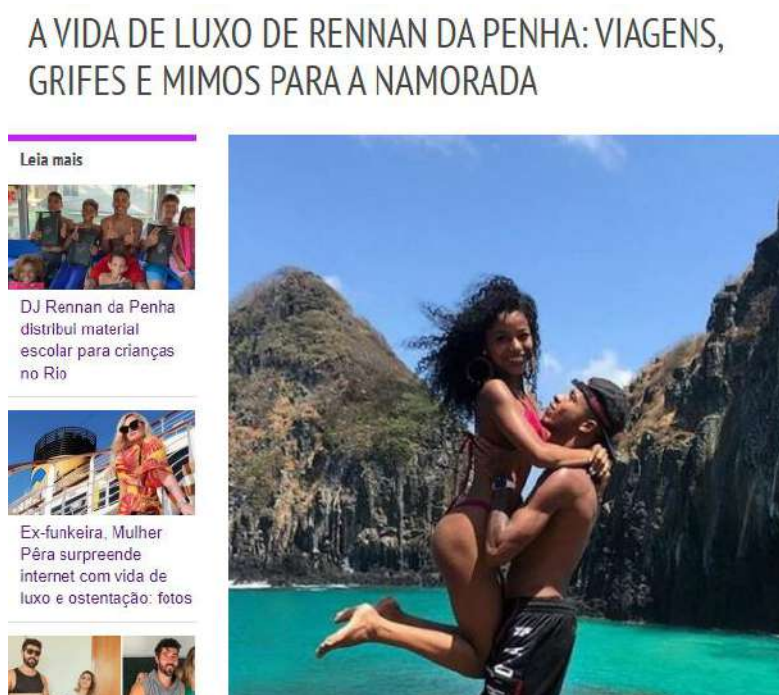 A VIDA DE LUXO DE RENNAN DA PENHA: VIAGENS,
GRIFES E MIMOS PARA A NAMORADA
Leia mais
DJ Rennan da Penha
distribui material
escolar para crianças
no Rio
Ex-funkeira, Mulher
Pêra surpreende
internet com vida de
luxo e ostentação: fotos